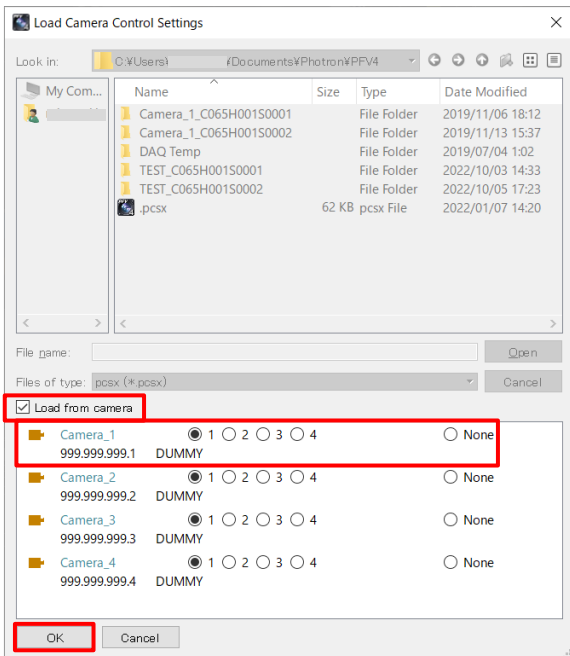 Load Camera Control Settings
Look in: C:¥Users¥ /Documents¥Photron¥PFV4
My Com...
Name Size Type Date Modified
Camera_1_C065H001S0001 File Folder 2019/11/06 18:12
Camera_1_C065H001S0002 File Folder 2019/11/13 15:37
DAQ Temp File Folder 2019/07/04 1:02
TEST_C065H001S0001 File Folder 2022/10/03 14:33
TEST_C065H001S0002 File Folder 2022/10/05 17:23
.pcsx 62 KB pcsx File 2022/01/07 14:20
File name: Open
Files of type: pcsx (*.pcsx) Cancel
Load from camera
Camera_1 1 2 3 4 None
999.999.999.1 DUMMY
Camera_2 1 2 3 4 None
999.999.999.2 DUMMY
Camera_3 1 2 3 4 None
999.999.999.3 DUMMY
Camera_4 1 2 3 4 None
999.999.999.4 DUMMY
OK Cancel